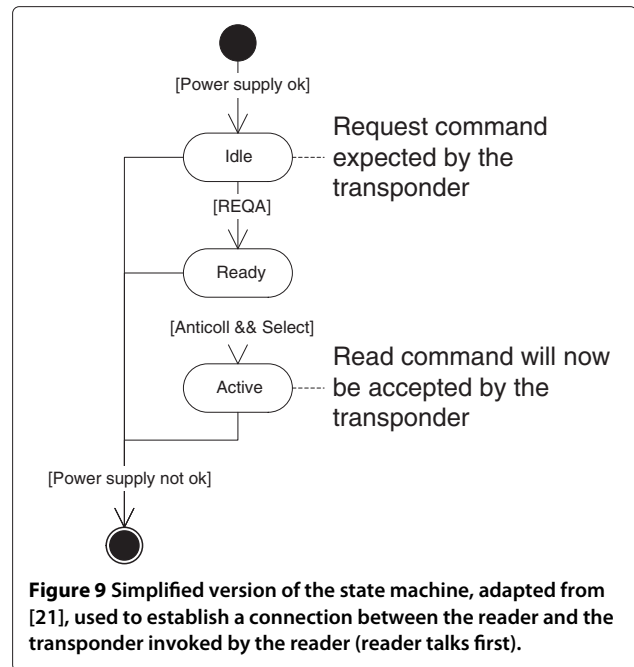 [Power supply ok]
Idle
Request command
expected by the
transponder
[REQA]
Ready
[Anticoll && Select]
Active
Read command will now
be accepted by the
transponder
[Power supply not ok]
Figure 9 Simplified version of the state machine, adapted from
[21], used to establish a connection between the reader and the
transponder invoked by the reader (reader talks first).